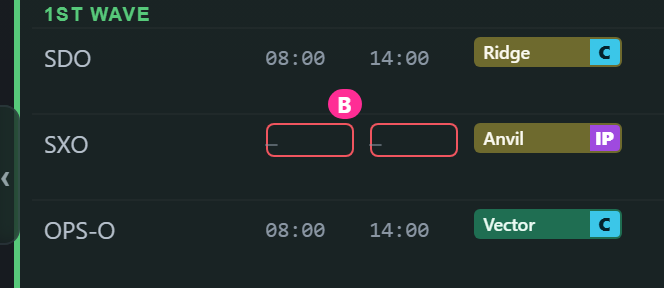 1ST WAVE
SDO 08:00 14:00 Ridge C
B
SXO — — Anvil IP
OPS-O 08:00 14:00 Vector C